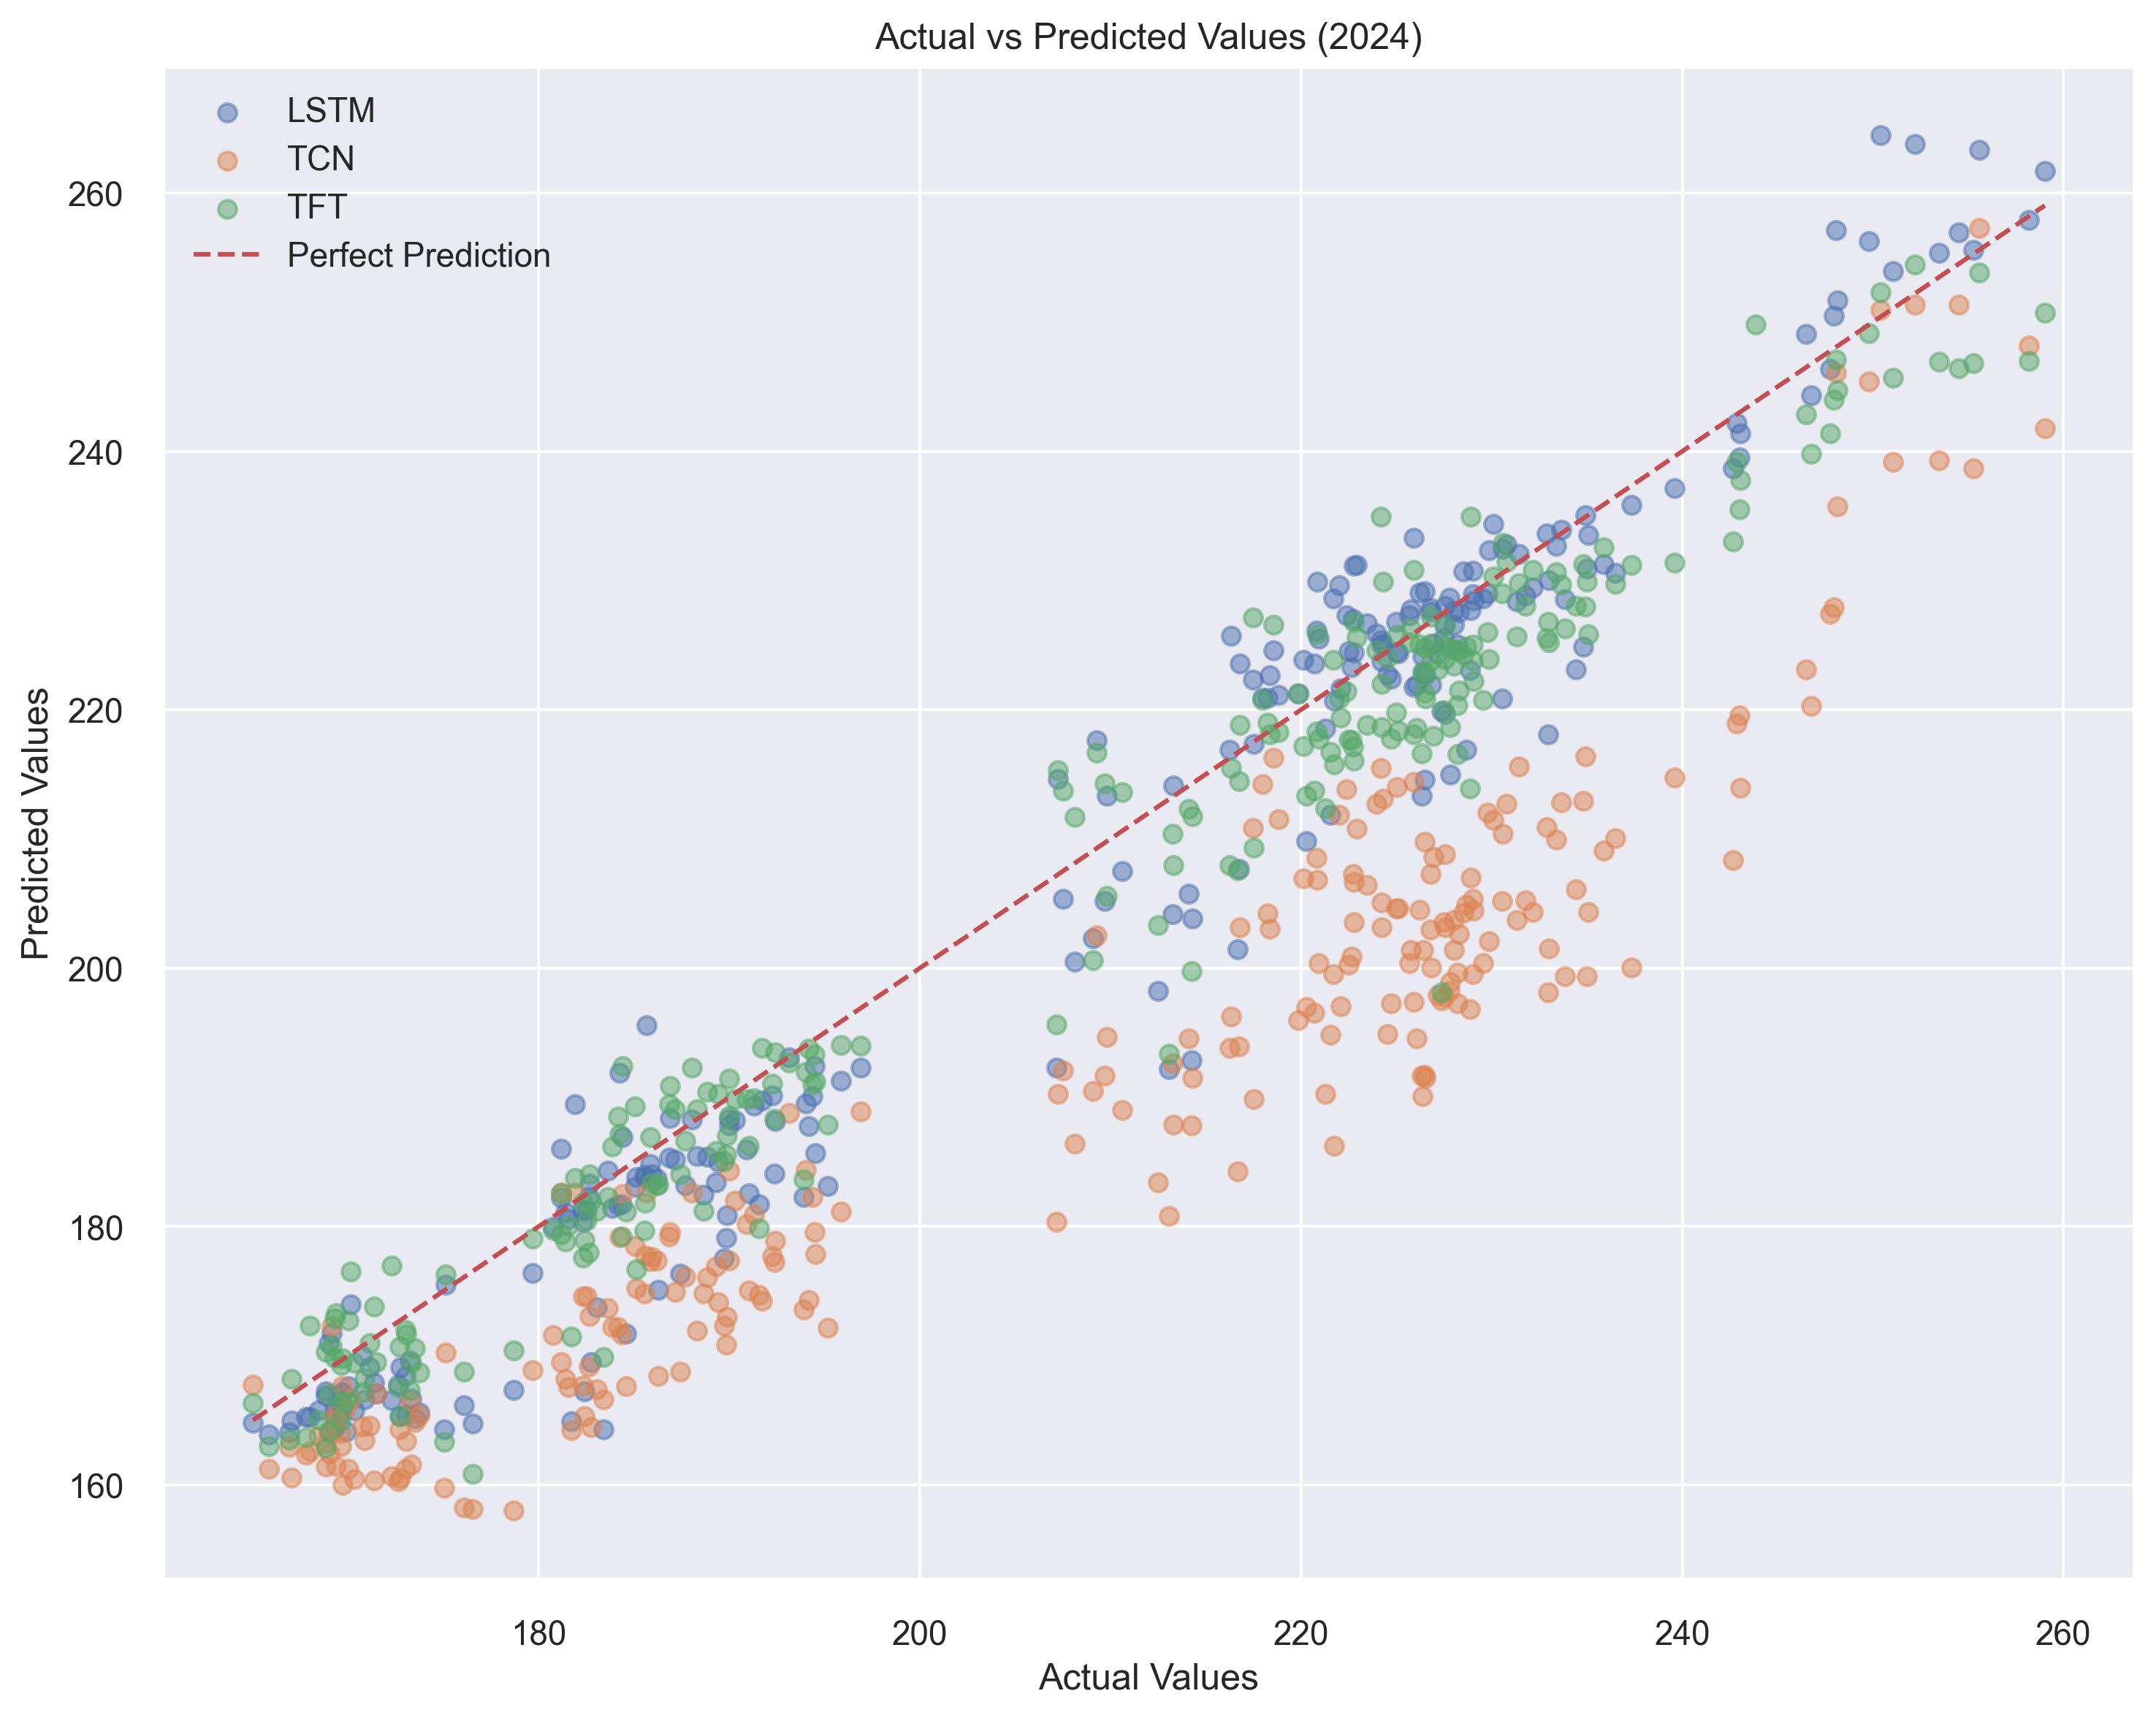 Actual vs Predicted Values (2024)
LSTM
TCN
TFT
Perfect Prediction
260
240
220
200
180
160
Predicted Values
180
200
220
240
260
Actual Values